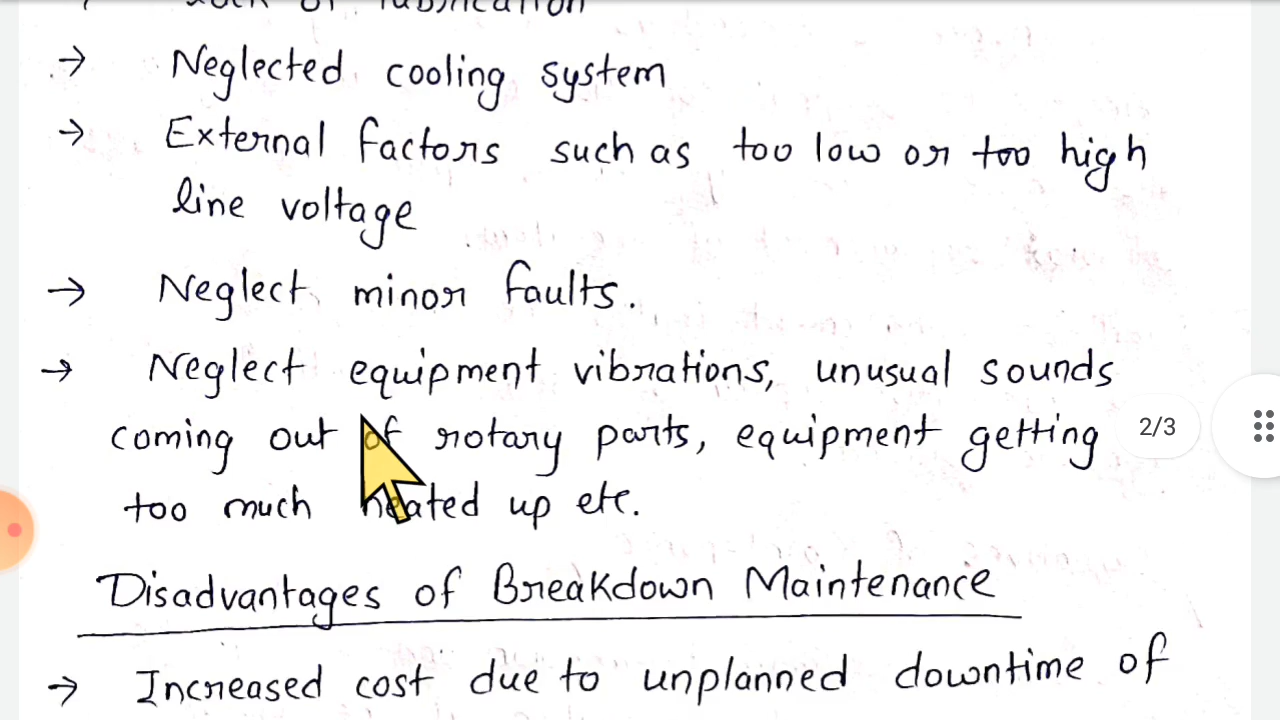 of lubrication
→ Neglected cooling system
→ External factors such as too low or too high
line voltage
→ Neglect minor faults.
→ Neglect equipment vibrations, unusual sounds
coming out of rotary parts, equipment getting
too much heated up etc.
2/3
Disadvantages of Breakdown Maintenance
→ Increased cost due to unplanned downtime of